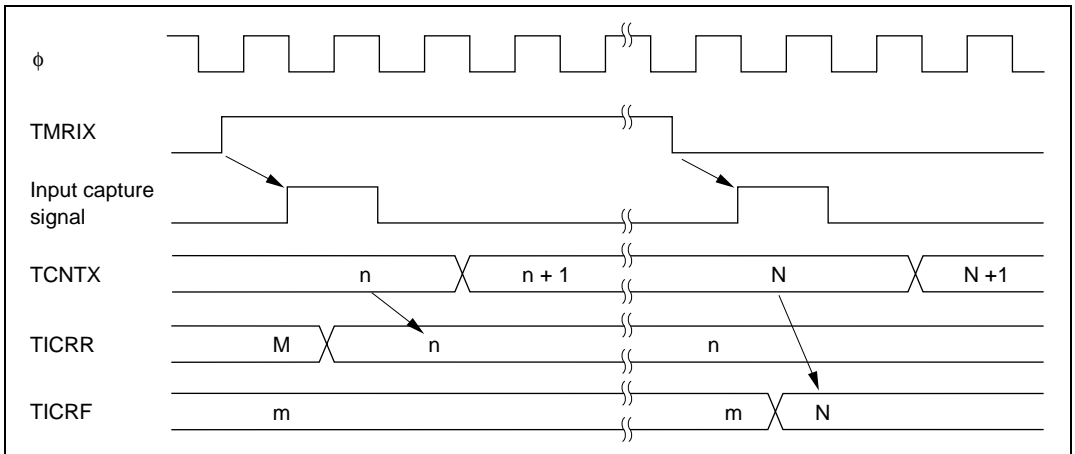 ϕ
TMRIX
Input capture
signal
TCNTX n n + 1 N N +1
TICRR M n n
TICRF m m N